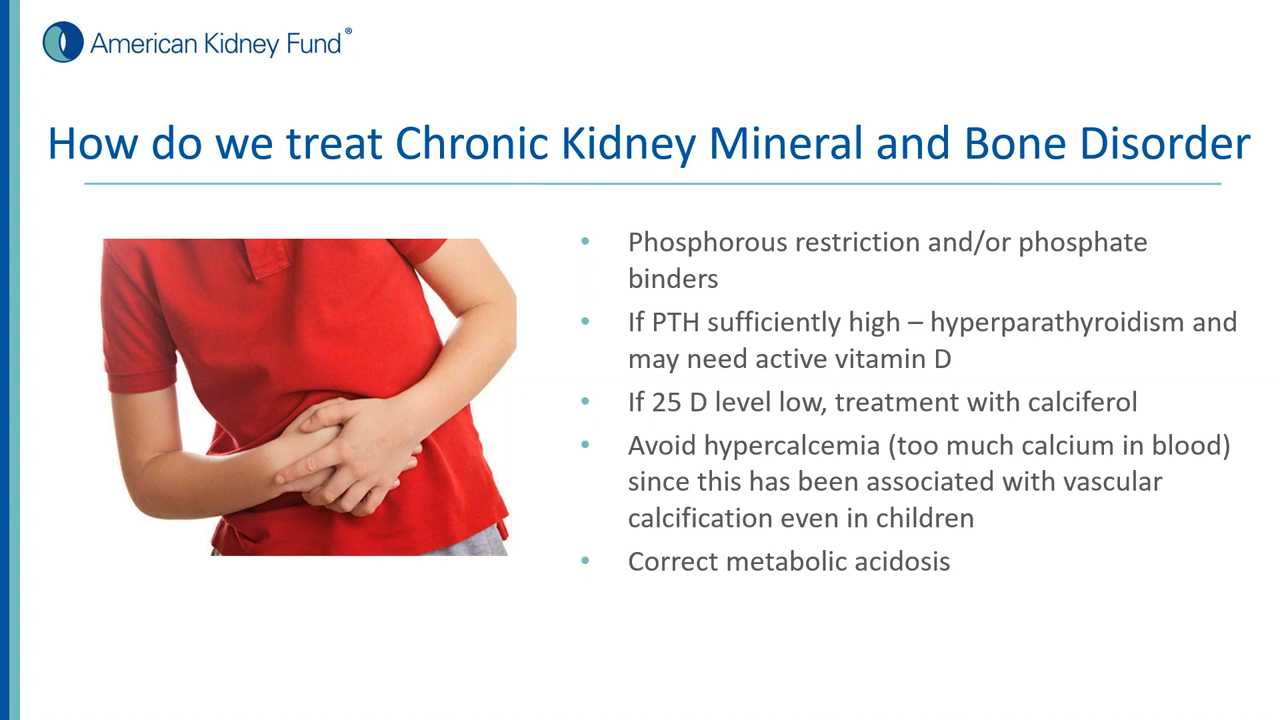 American Kidney Fund®
How do we treat Chronic Kidney Mineral and Bone Disorder
• Phosphorous restriction and/or phosphate
binders
• If PTH sufficiently high – hyperparathyroidism and
may need active vitamin D
• If 25 D level low, treatment with calciferol
• Avoid hypercalcemia (too much calcium in blood)
since this has been associated with vascular
calcification even in children
• Correct metabolic acidosis